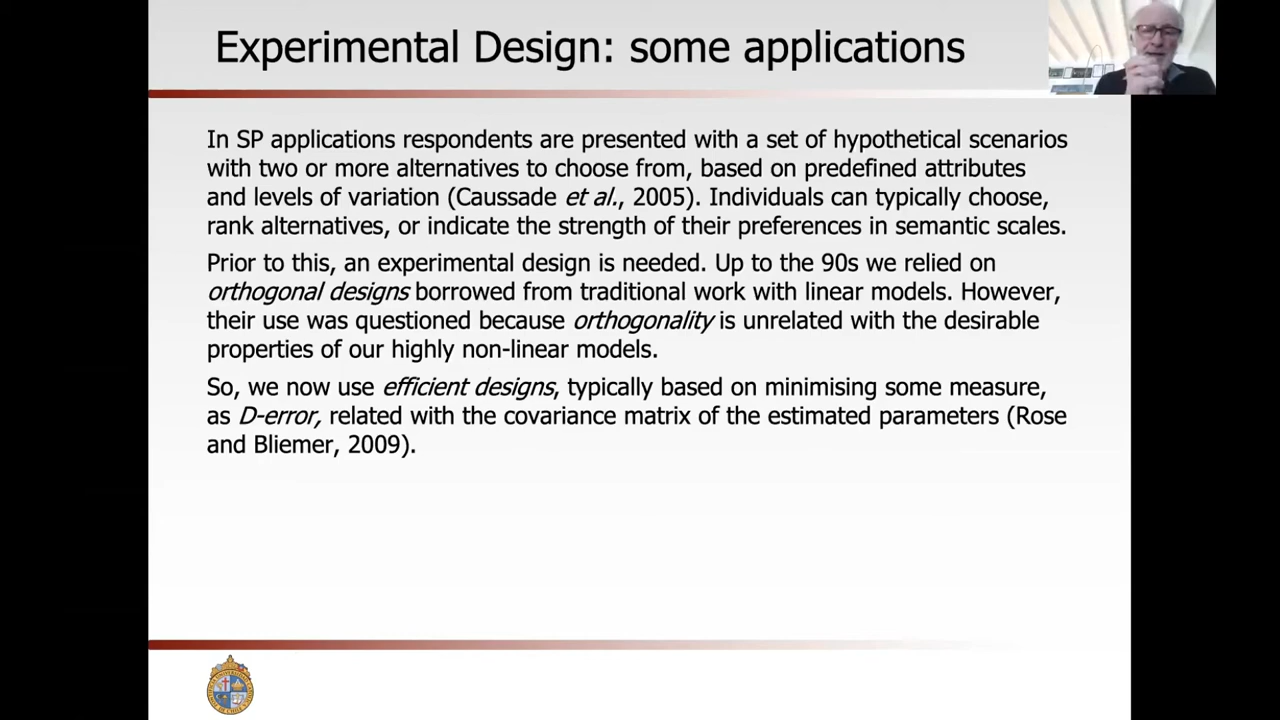 Experimental Design: some applications
In SP applications respondents are presented with a set of hypothetical scenarios
with two or more alternatives to choose from, based on predefined attributes
and levels of variation (Caussade et al., 2005). Individuals can typically choose,
rank alternatives, or indicate the strength of their preferences in semantic scales.
Prior to this, an experimental design is needed. Up to the 90s we relied on
orthogonal designs borrowed from traditional work with linear models. However,
their use was questioned because orthogonality is unrelated with the desirable
properties of our highly non-linear models.
So, we now use efficient designs, typically based on minimising some measure,
as D-error, related with the covariance matrix of the estimated parameters (Rose
and Bliemer, 2009).